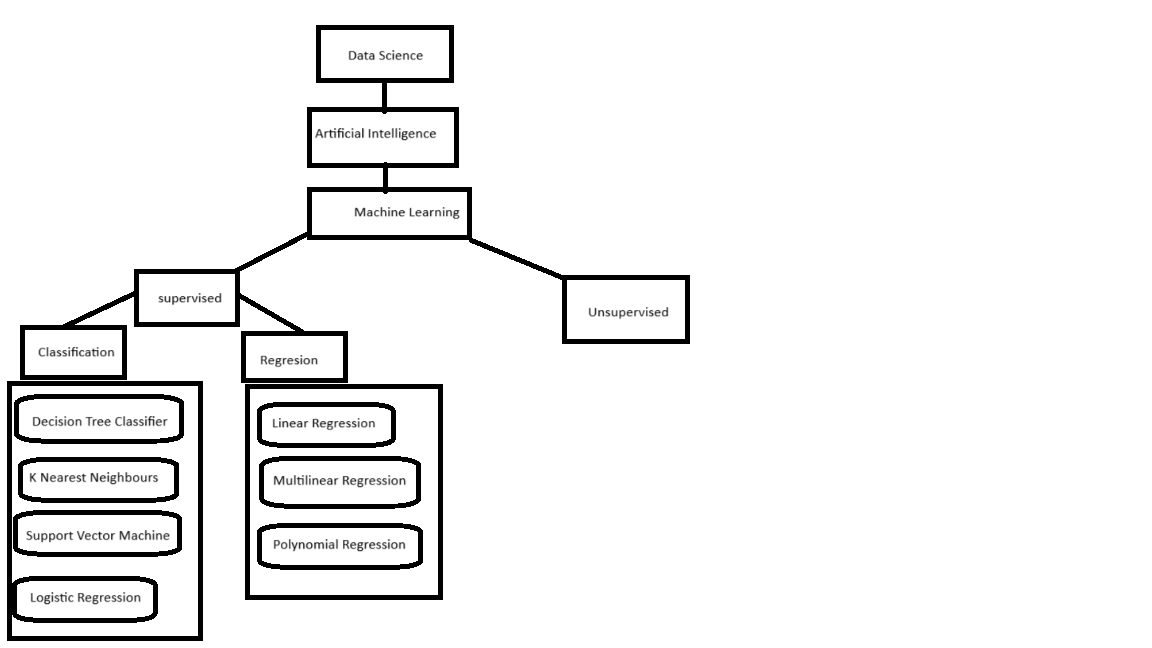 Data Science
Artificial Intelligence
Machine Learning
supervised
Unsupervised
Classification
Regresion
Decision Tree Classifier
K Nearest Neighbours
Support Vector Machine
Logistic Regression
Linear Regression
Multilinear Regression
Polynomial Regression